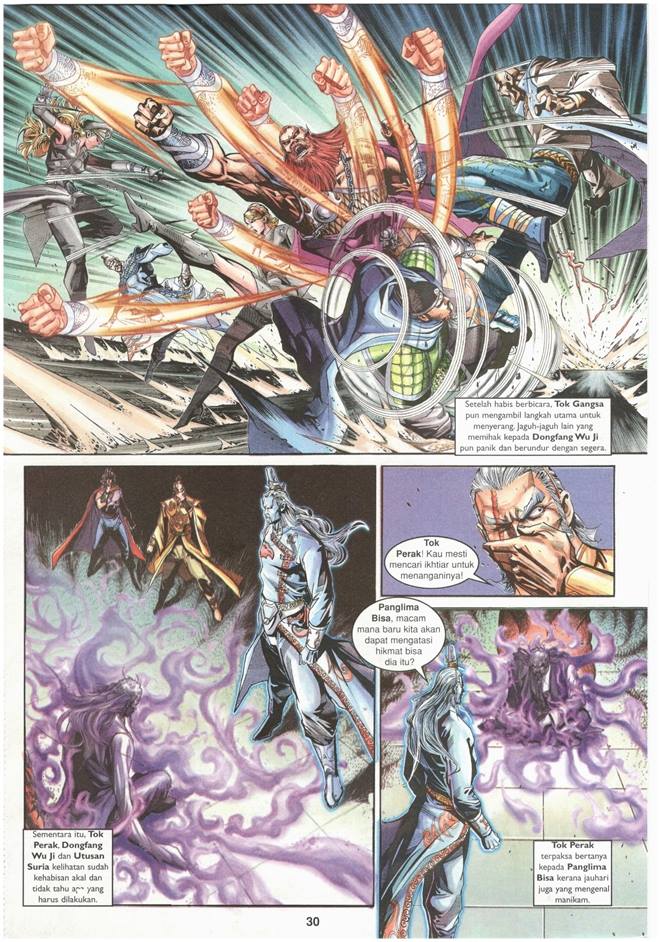 Setelah habis berbicara, Tok Gangsa
pun mengambil langkah utama untuk
menyerang. Jaguh-jaguh lain yang
memihak kepada Dongfang Wu Ji
pun panik dan berundur dengan segera.
Tok
Perak! Kau mesti
mencari ikhtiar untuk
menanganinya!
Panglima
Bisa, macam
mana baru kita akan
dapat mengatasi
hikmat bisa
dia itu?
Sementara itu, Tok
Perak, Dongfang
Wu Ji dan Utusan
Suria kelihatan sudah
kehabisan akal dan
tidak tahu yang
harus dilakukan.
Tok Perak
terpaksa bertanya
kepada Panglima
Bisa kerana jauhari
juga yang mengenal
manikam.
30